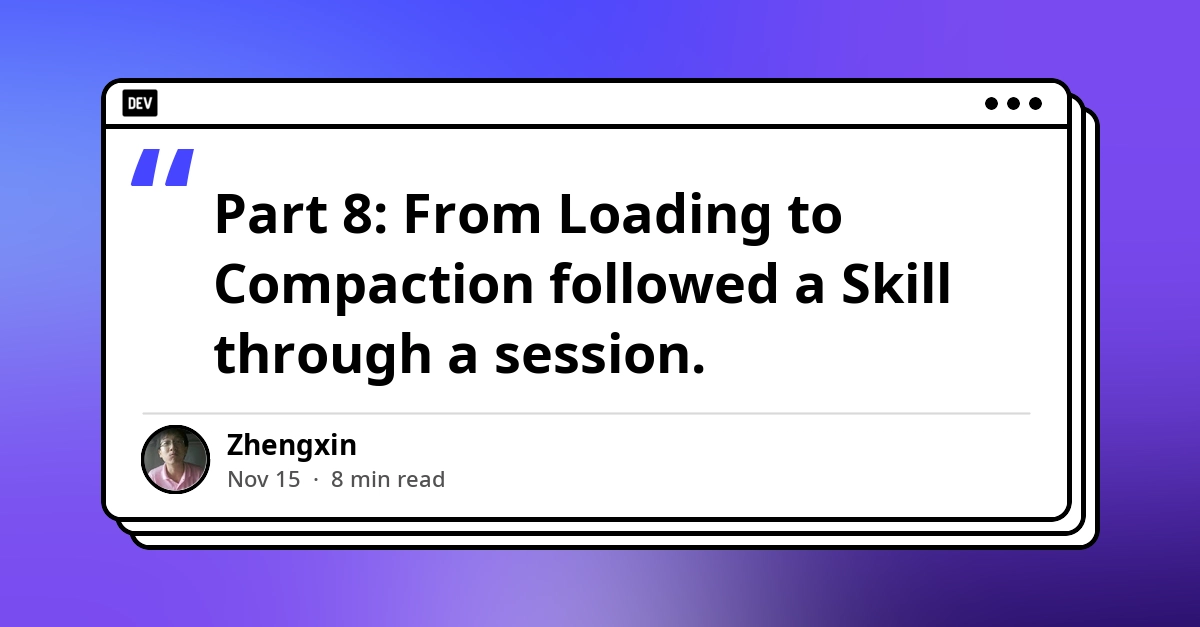 DEV
“
Part 8: From Loading to
Compaction followed a Skill
through a session.
Zhengxin
Nov 15 · 8 min read